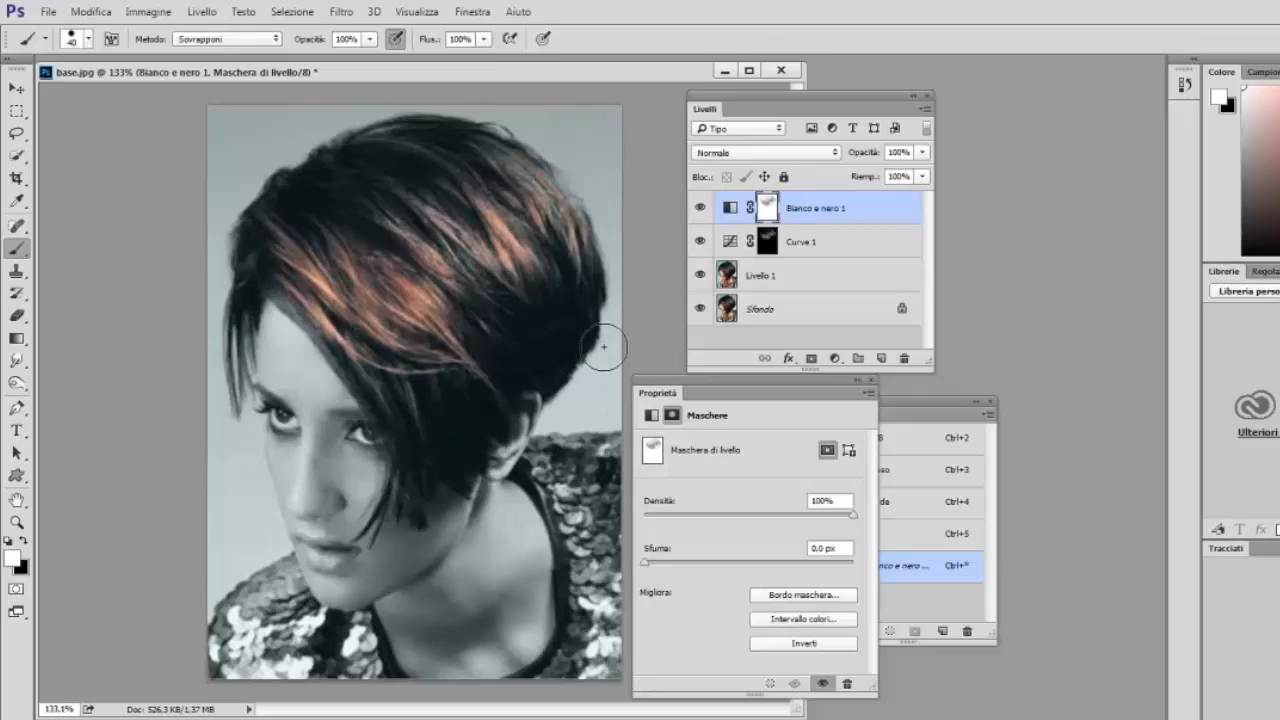 Ps File Modifica Immagine Livello Testo Selezione Filtro 3D Visualizza Finestra Aiuto
40 Metodo: Sovrapponi Opacità: 100% Flus.: 100%
base.jpg @ 133% (Bianco e nero 1, Maschera di livello/8) *
Colore Campion
Livelli
Tipo
Normale Opacità: 100%
Bloc.: Riemp.: 100%
Bianco e nero 1
Curve 1
Livello 1
Sfondo
Librerie Regola
Libreria perso
Proprietà
Maschere
Maschera di livello
Densità: 100%
Sfuma: 0,0 px
Migliora: Bordo maschera...
Intervallo colori...
Inverti
B Ctrl+2
so Ctrl+3
de Ctrl+4
Ctrl+5
nco e nero ... Ctrl+*
Ulteriori
Tracciati
133,1% Doc: 526,3 KB/1,37 MB